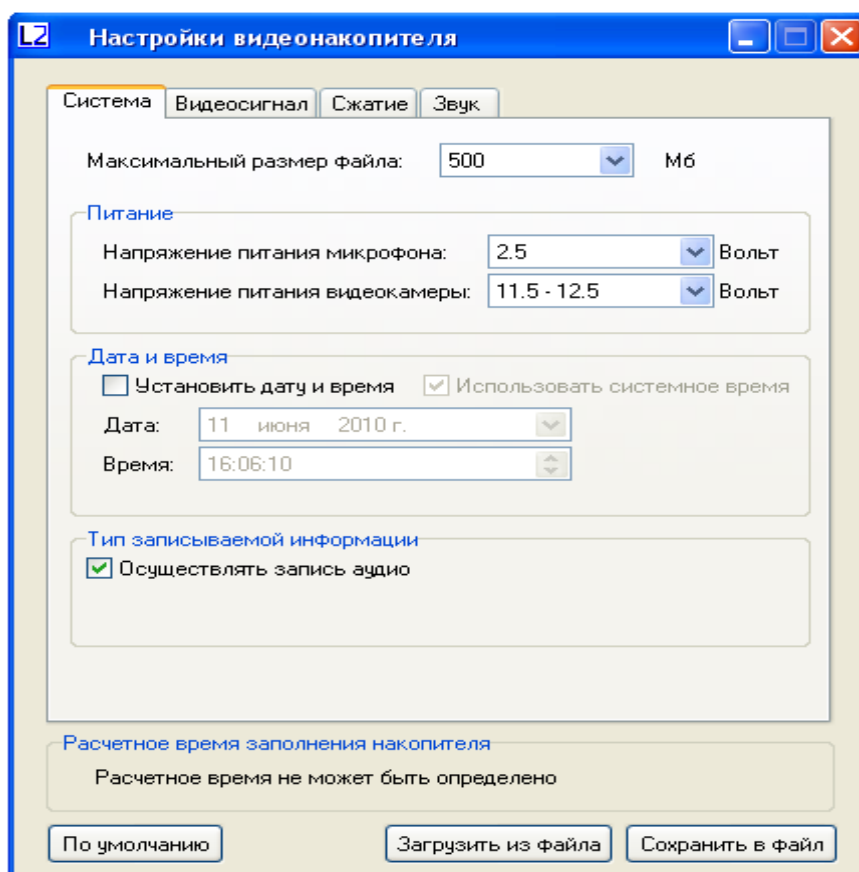 L2 Настройки видеонакопителя
Система Видеосигнал Сжатие Звук
Максимальный размер файла: 500 Мб
Питание
Напряжение питания микрофона: 2.5 Вольт
Напряжение питания видеокамеры: 11.5 - 12.5 Вольт
Дата и время
Установить дату и время Использовать системное время
Дата: 11 июня 2010 г.
Время: 16:06:10
Тип записываемой информации
Осуществлять запись аудио
Расчетное время заполнения накопителя
Расчетное время не может быть определено
По умолчанию Загрузить из файла Сохранить в файл